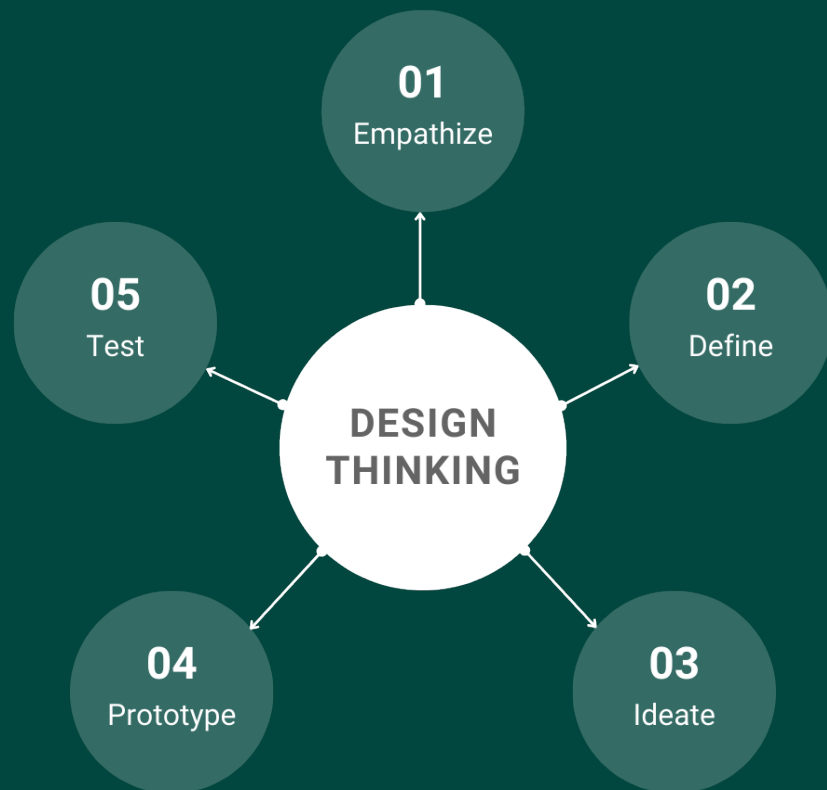 DESIGN
THINKING
01
Empathize
02
Define
03
Ideate
04
Prototype
05
Test